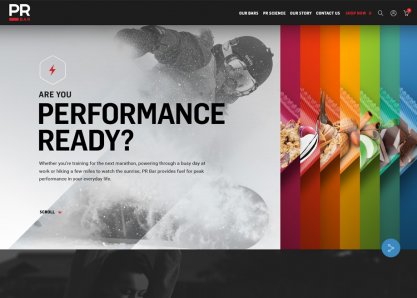 PR
BAR
OUR BARS PR SCIENCE OUR STORY CONTACT US SHOP NOW
ARE YOU
PERFORMANCE
READY?
Whether you're training for the next marathon, powering through a busy day at
work or hiking a few miles to watch the sunrise, PR Bar provides fuel for peak
performance in your everyday life.
SCROLL